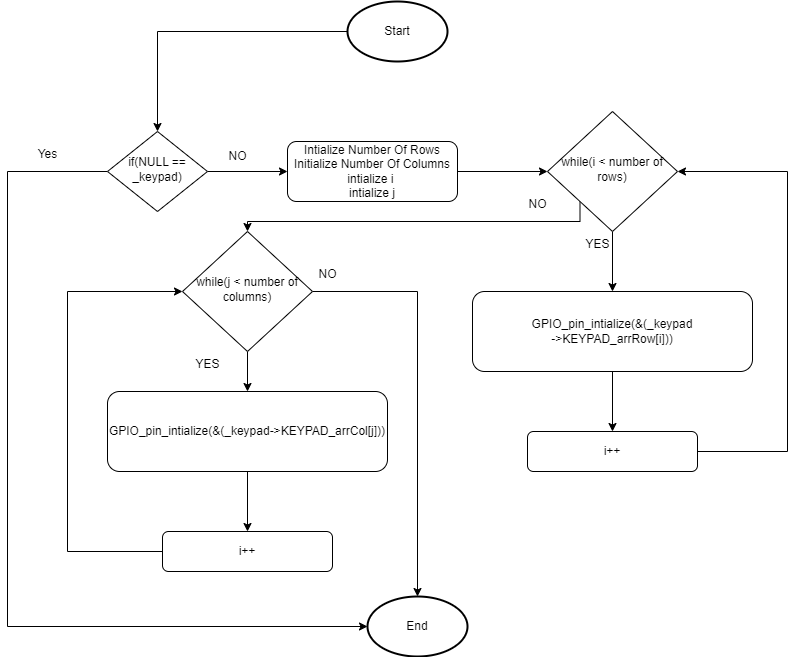 Start
Yes
if(NULL ==
_keypad)
NO
Intialize Number Of Rows
Initialize Number Of Columns
intialize i
intialize j
while(i < number of
rows)
NO
YES
GPIO_pin_intialize(&(_keypad
->KEYPAD_arrRow[i]))
i++
while(j < number of
columns)
NO
YES
GPIO_pin_intialize(&(_keypad->KEYPAD_arrCol[j]))
i++
End